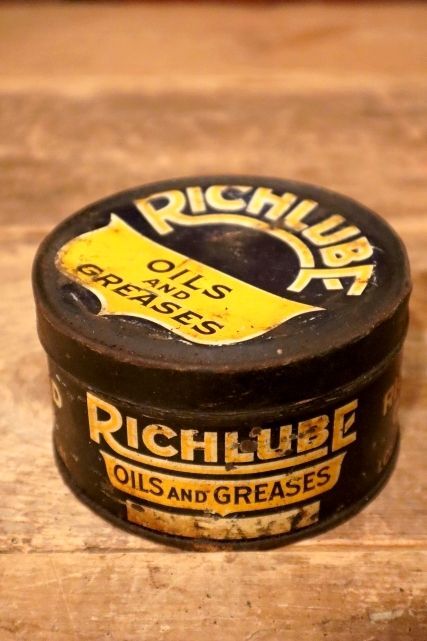 RICHLUBE
OILS
AND
GREASES
RICHLUBE
OILS AND GREASES